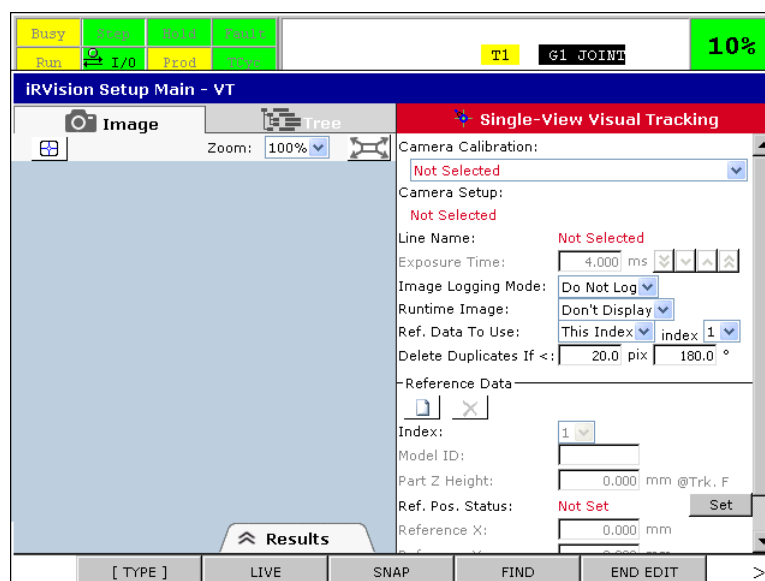 Busy Step Hold Fault
Run I/O Prod TCyc
T1 G1 JOINT 10%
iRVision Setup Main - VT
Image Tree
Single-View Visual Tracking
Zoom: 100%
Camera Calibration:
Not Selected
Camera Setup:
Not Selected
Line Name: Not Selected
Exposure Time: 4.000 ms
Image Logging Mode: Do Not Log
Runtime Image: Don't Display
Ref. Data To Use: This Index index 1
Delete Duplicates If <: 20.0 pix 180.0 °
Reference Data
Index: 1
Model ID:
Part Z Height: 0.000 mm @Trk. F
Ref. Pos. Status: Not Set Set
Reference X: 0.000 mm
Results
[ TYPE ] LIVE SNAP FIND END EDIT >